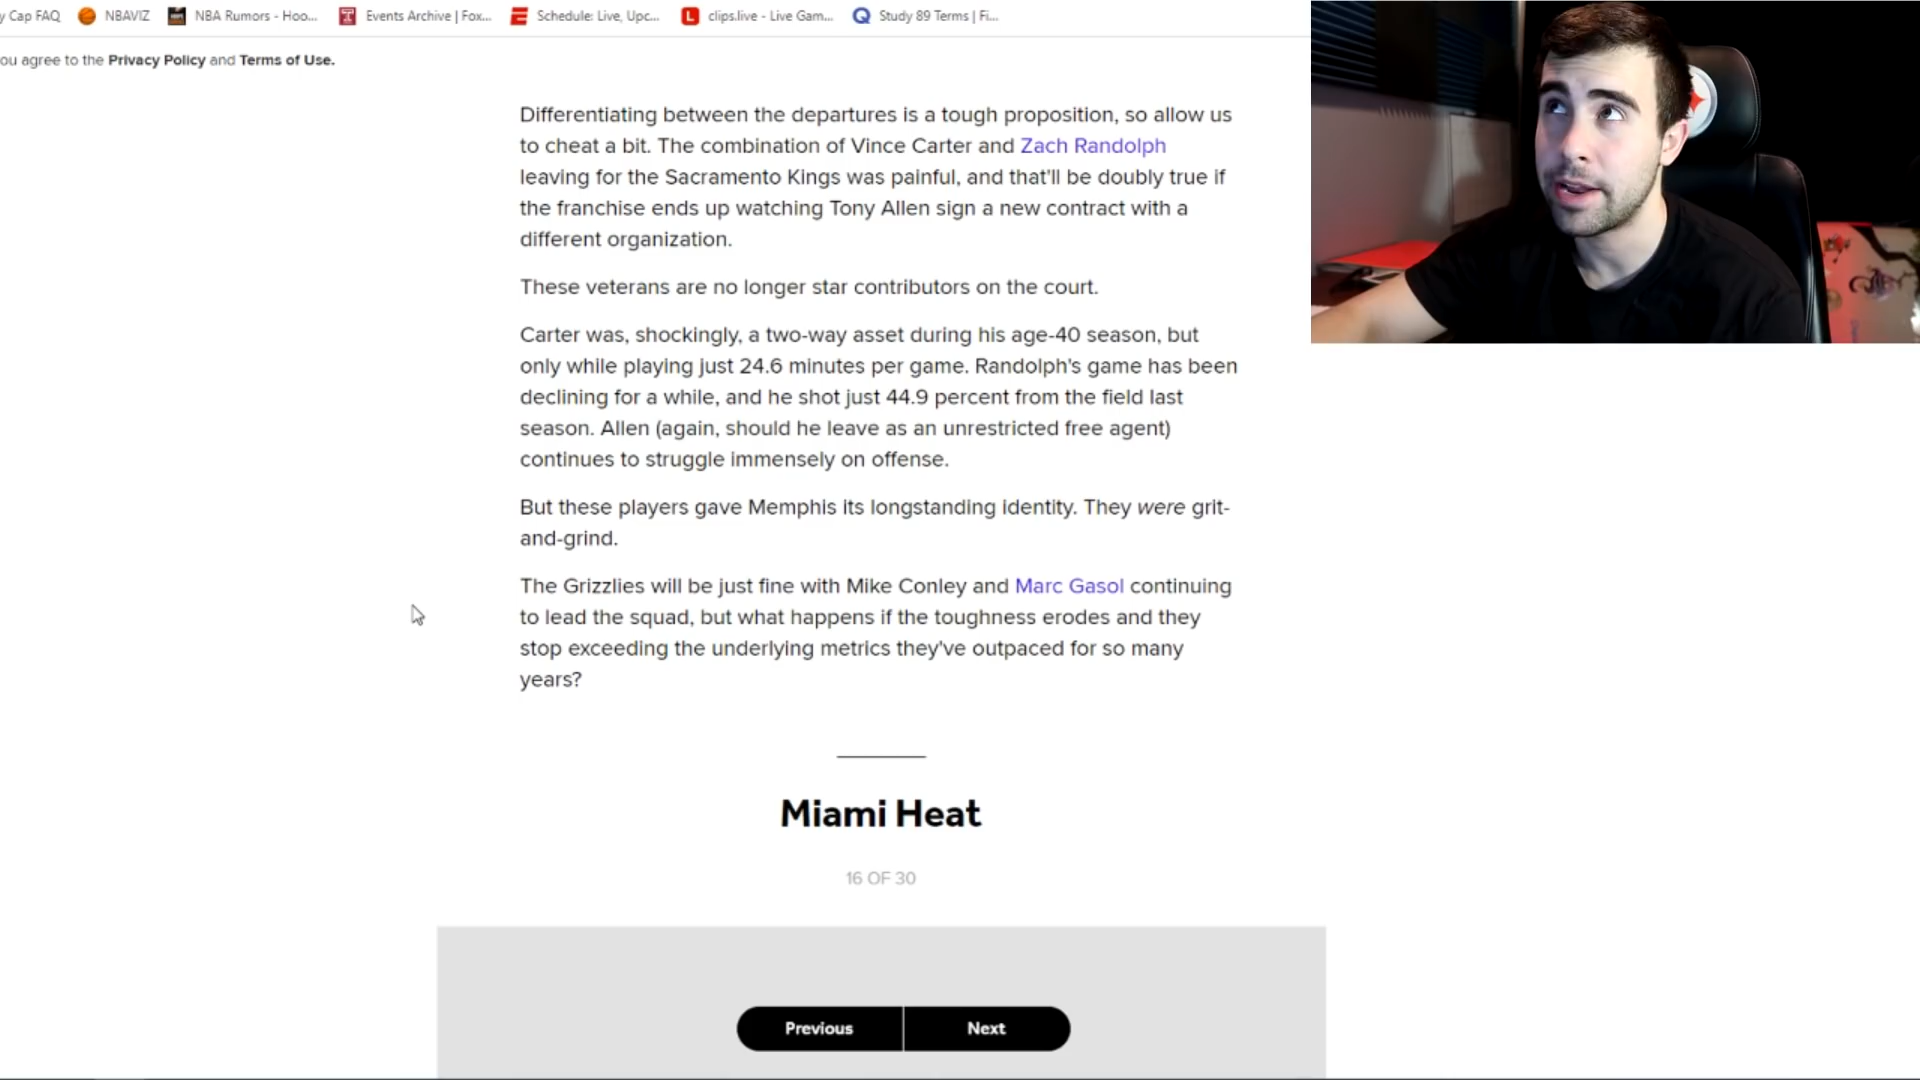 y Cap FAQ NBAVIZ NBA Rumors - Hoo... Events Archive | Fox... Schedule: Live, Upc... clips.live - Live Gam... Study 89 Terms | Fi...
ou agree to the Privacy Policy and Terms of Use.
Differentiating between the departures is a tough proposition, so allow us
to cheat a bit. The combination of Vince Carter and Zach Randolph
leaving for the Sacramento Kings was painful, and that'll be doubly true if
the franchise ends up watching Tony Allen sign a new contract with a
different organization.
These veterans are no longer star contributors on the court.
Carter was, shockingly, a two-way asset during his age-40 season, but
only while playing just 24.6 minutes per game. Randolph's game has been
declining for a while, and he shot just 44.9 percent from the field last
season. Allen (again, should he leave as an unrestricted free agent)
continues to struggle immensely on offense.
But these players gave Memphis its longstanding identity. They were grit-
and-grind.
The Grizzlies will be just fine with Mike Conley and Marc Gasol continuing
to lead the squad, but what happens if the toughness erodes and they
stop exceeding the underlying metrics they've outpaced for so many
years?
Miami Heat
16 OF 30
Previous Next